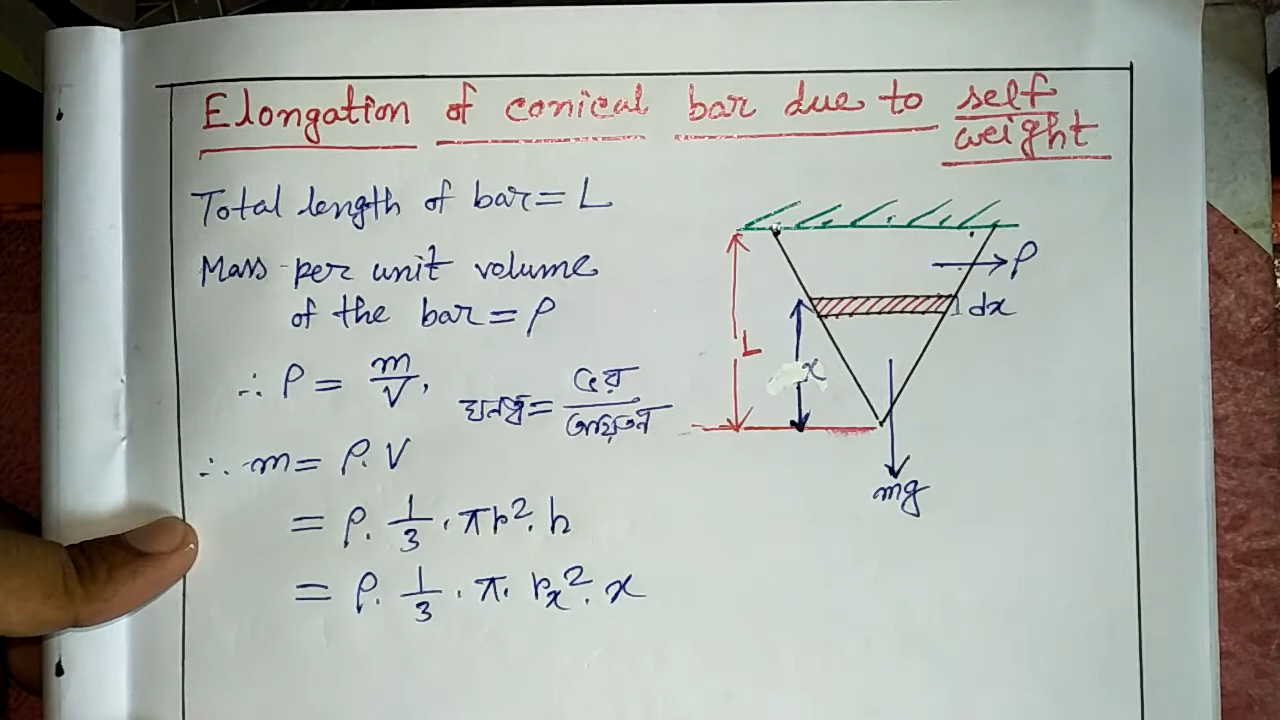 Elongation of conical bar due to self
weight
Total length of bar = L
Mass per unit volume
of the bar = ρ
∴ ρ = m/V, ঘনত্ব = ভর/আয়তন
∴ m = ρ. V
= ρ. 1/3 . πr². h
= ρ. 1/3 . π. rₓ². x
ρ
dx
L
x
mg